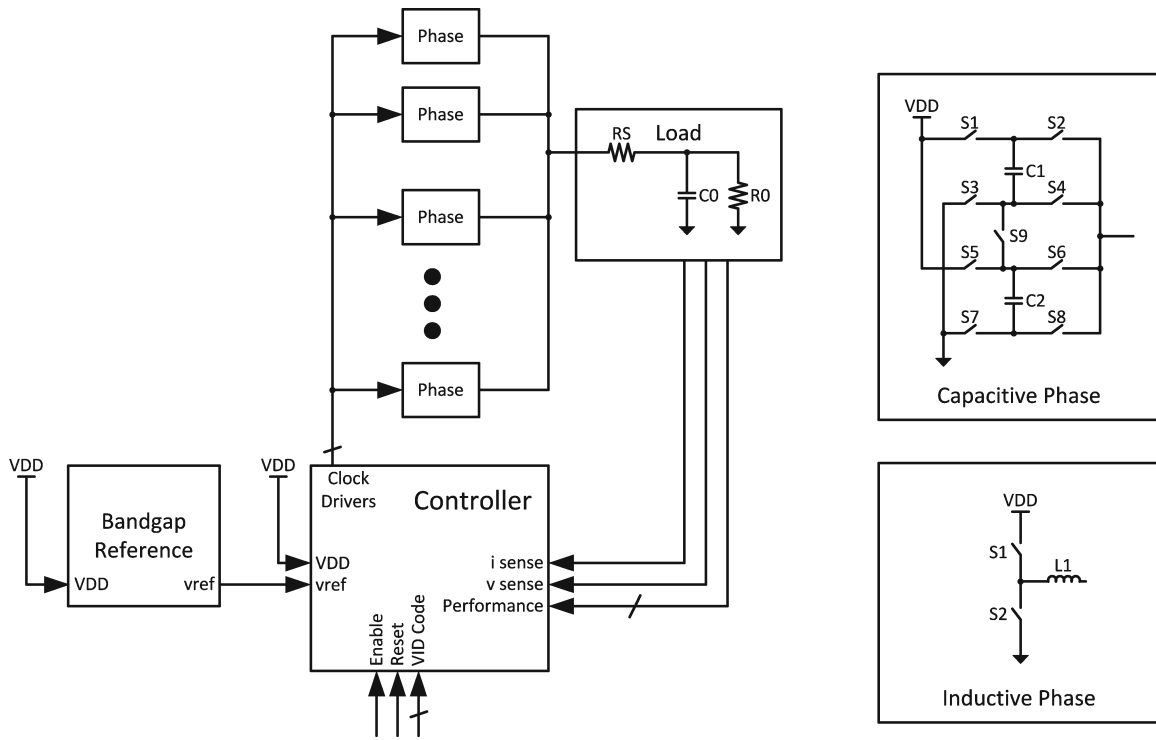 Phase
Phase
Phase
Phase
Load
RS
C0
R0
VDD
Bandgap
Reference
VDD
vref
VDD
Clock
Drivers
Controller
VDD
vref
i sense
v sense
Performance
Enable
Reset
VID Code
VDD
S1
S2
C1
S3
S4
S9
S5
S6
C2
S7
S8
Capacitive Phase
VDD
S1
L1
S2
Inductive Phase